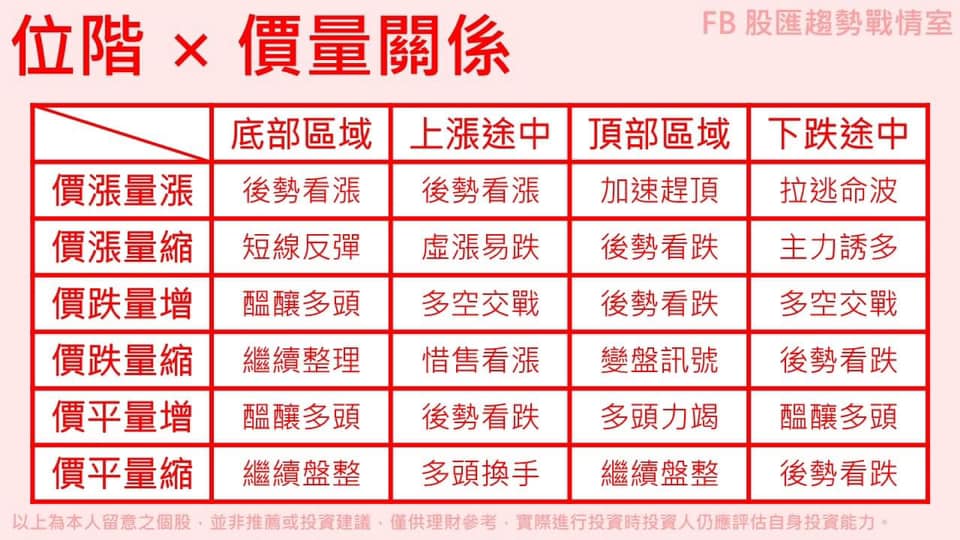 位階 × 價量關係
FB 股匯趨勢戰情室
底部區域 上漲途中 頂部區域 下跌途中
價漲量漲 後勢看漲 後勢看漲 加速趕頂 拉逃命波
價漲量縮 短線反彈 虛漲易跌 後勢看跌 主力誘多
價跌量增 醞釀多頭 多空交戰 後勢看跌 多空交戰
價跌量縮 繼續整理 惜售看漲 變盤訊號 後勢看跌
價平量增 醞釀多頭 後勢看跌 多頭力竭 醞釀多頭
價平量縮 繼續盤整 多頭換手 繼續盤整 後勢看跌
以上為本人留意之個股、並非推薦或投資建議、僅供理財參考，實際進行投資時投資人仍應評估自身投資能力。